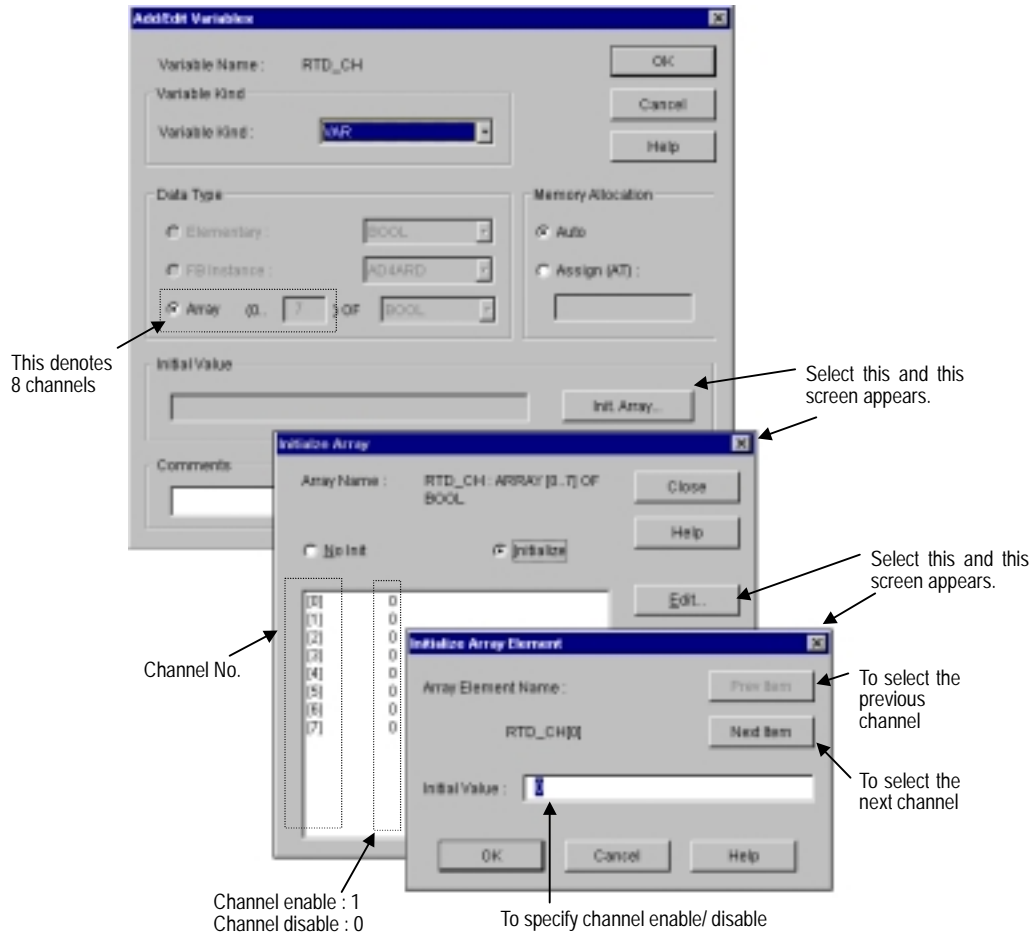 Add/Edit Variables
Variable Name : RTD_CH
OK
Variable Kind
Cancel
Variable Kind : VAR
Help
Data Type
Memory Allocation
Elementary : BOOL
Auto
FB Instance : AD4ARD
Assign (AT) :
Array (0.. 7 ) OF BOOL
This denotes
8 channels
Initial Value
Select this and this
screen appears.
Init. Array...
Initialize Array
Comments
Array Name : RTD_CH : ARRAY [0..7] OF
BOOL
Close
Help
No Init
Initialize
Select this and this
screen appears.
Edit...
[0] 0
[1] 0
[2] 0
[3] 0
[4] 0
[5] 0
[6] 0
[7] 0
Channel No.
Initialize Array Element
Array Element Name :
Prev Item
To select the
previous
channel
RTD_CH[0]
Next Item
Initial Value : 0
To select the
next channel
OK
Cancel
Help
Channel enable : 1
Channel disable : 0
To specify channel enable/ disable